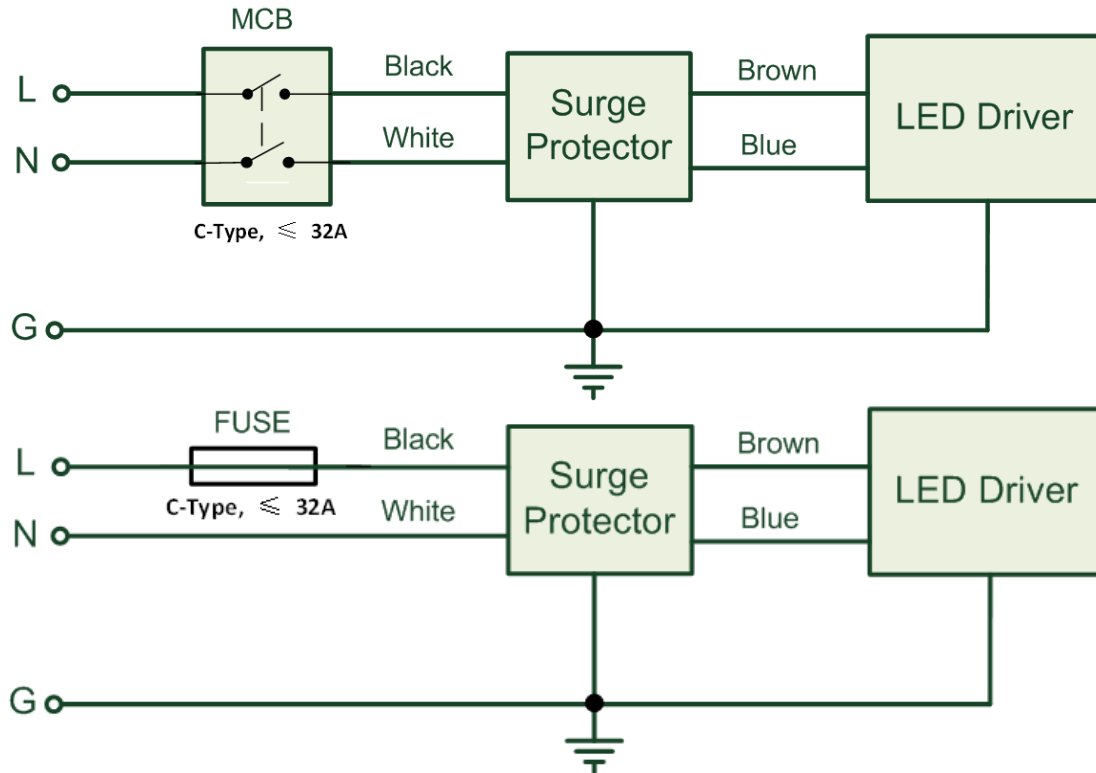 MCB
L
Black
Brown
Surge
Protector
LED Driver
N
White
Blue
C-Type, ≤ 32A
G
FUSE
L
Black
Brown
Surge
Protector
LED Driver
C-Type, ≤ 32A
N
White
Blue
G